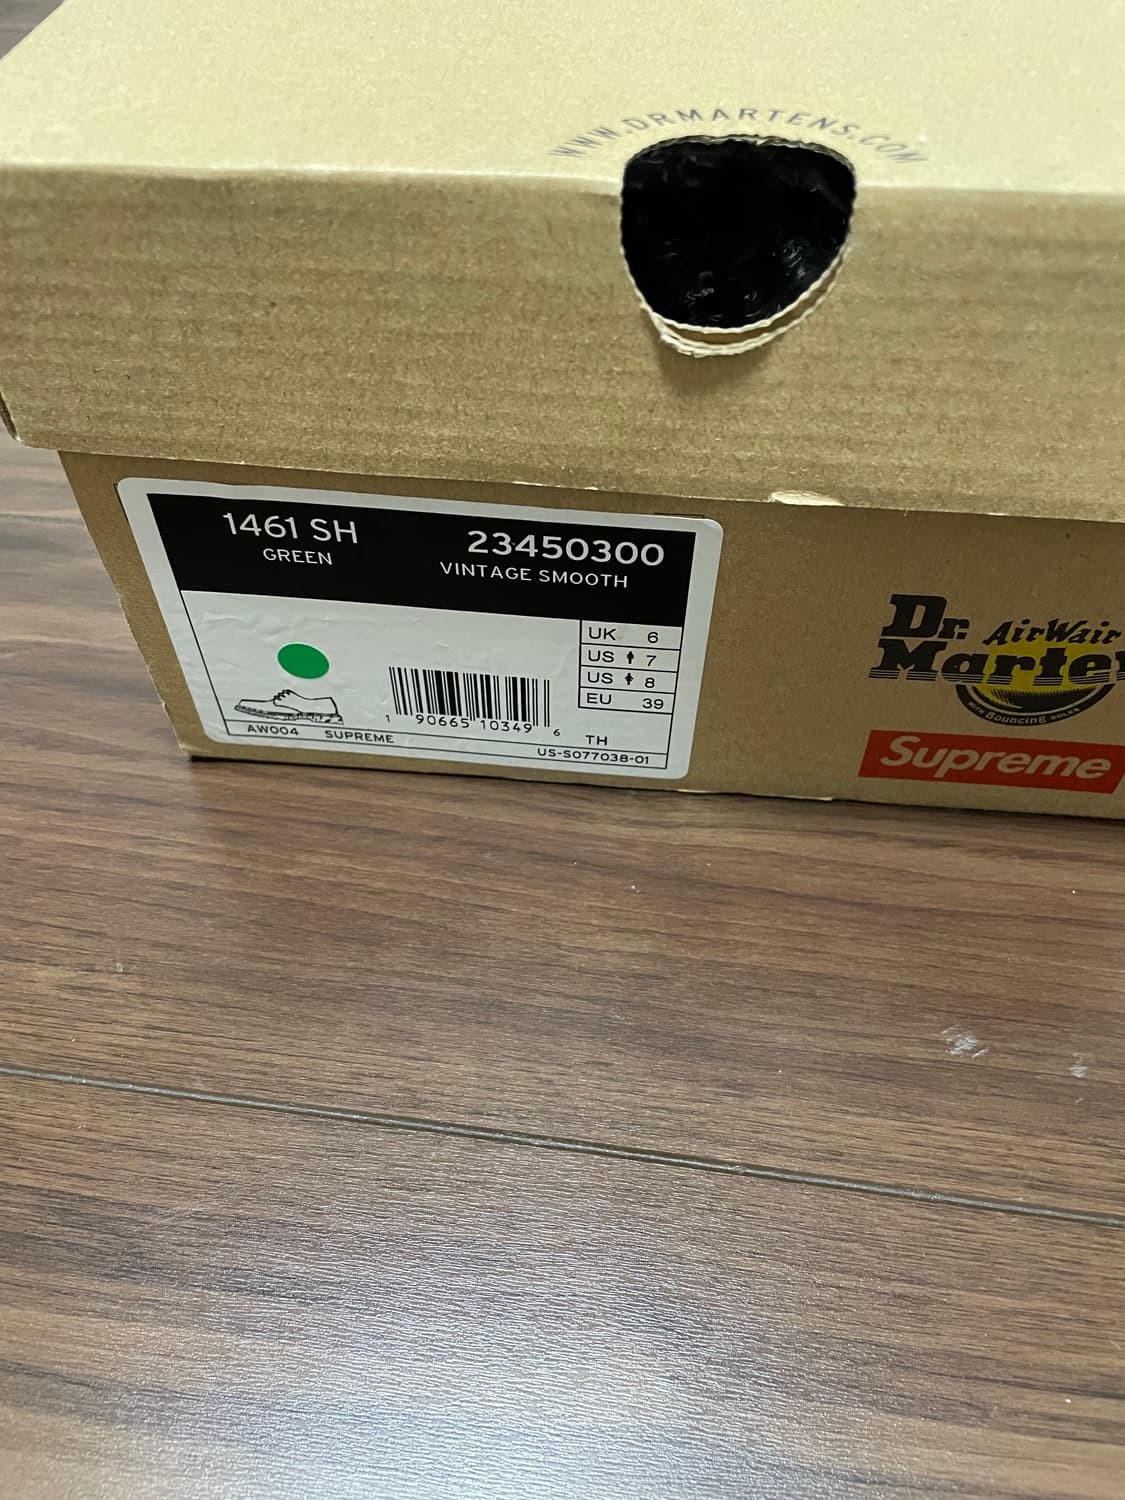 WWW.DRMARTENS.COM
1461 SH
GREEN
23450300
VINTAGE SMOOTH
UK 6
US 7
US 8
EU 39
1 90665 10349 6
TH
AW004 SUPREME
US-S077038-01
Dr. AirWair
Marte
WITH Bouncing SOLES
Supreme